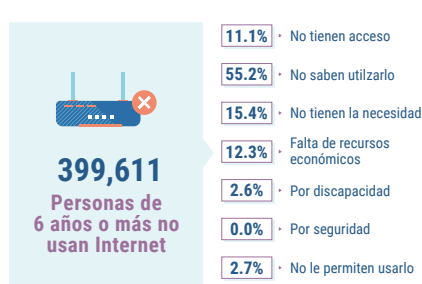 399,611
Personas de
6 años o más no
usan Internet
11.1% No tienen acceso
55.2% No saben utilzarlo
15.4% No tienen la necesidad
12.3% Falta de recursos
económicos
2.6% Por discapacidad
0.0% Por seguridad
2.7% No le permiten usarlo